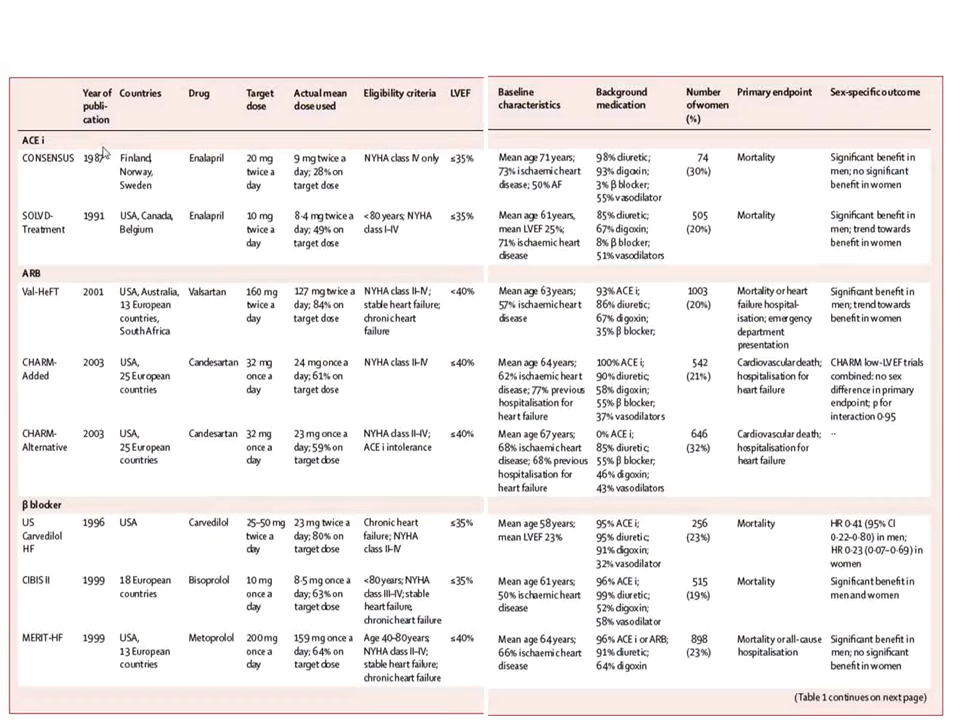 Year of publi-cation Countries Drug Target dose Actual mean dose used Eligibility criteria LVEF Baseline characteristics Background medication Number of women (%) Primary endpoint Sex-specific outcome
ACE i
CONSENSUS 1987 Finland, Norway, Sweden Enalapril 20 mg twice a day 9 mg twice a day; 28% on target dose NYHA class IV only ≤35% Mean age 71 years; 73% ischaemic heart disease; 50% AF 98% diuretic; 93% digoxin; 3% β blocker; 55% vasodilator 74 (30%) Mortality Significant benefit in men; no significant benefit in women
SOLVD-Treatment 1991 USA, Canada, Belgium Enalapril 10 mg twice a day 8·4 mg twice a day; 49% on target dose <80 years; NYHA class I–IV ≤35% Mean age 61 years, mean LVEF 25%; 71% ischaemic heart disease 85% diuretic; 67% digoxin; 8% β blocker; 51% vasodilators 505 (20%) Mortality Significant benefit in men; trend towards benefit in women
ARB
Val-HeFT 2001 USA, Australia, 13 European countries, South Africa Valsartan 160 mg twice a day 127 mg twice a day; 84% on target dose NYHA class II–IV; stable heart failure; chronic heart failure <40% Mean age 63 years; 57% ischaemic heart disease 93% ACE i; 86% diuretic; 67% digoxin; 35% β blocker; 1003 (20%) Mortality or heart failure hospital-isation; emergency department presentation Significant benefit in men; trend towards benefit in women
CHARM-Added 2003 USA, 25 European countries Candesartan 32 mg once a day 24 mg once a day; 61% on target dose NYHA class II–IV ≤40% Mean age 64 years; 62% ischaemic heart disease; 77% previous hospitalisation for heart failure 100% ACE i; 90% diuretic; 58% digoxin; 55% β blocker; 37% vasodilators 542 (21%) Cardiovascular death; hospitalisation for heart failure CHARM low-LVEF trials combined: no sex difference in primary endpoint; p for interaction 0·95
CHARM-Alternative 2003 USA, 25 European countries Candesartan 32 mg once a day 23 mg once a day; 59% on target dose NYHA class II–IV; ACE i intolerance ≤40% Mean age 67 years; 68% ischaemic heart disease; 68% previous hospitalisation for heart failure 0% ACE i; 85% diuretic; 55% β blocker; 46% digoxin; 43% vasodilators 646 (32%) Cardiovascular death; hospitalisation for heart failure ··
β blocker
US Carvedilol HF 1996 USA Carvedilol 25–50 mg twice a day 23 mg twice a day; 80% on target dose Chronic heart failure; NYHA class II–IV ≤35% Mean age 58 years; mean LVEF 23% 95% ACE i; 95% diuretic; 91% digoxin; 32% vasodilator 256 (23%) Mortality HR 0·41 (95% CI 0·22–0·80) in men; HR 0·23 (0·07–0·69) in women
CIBIS II 1999 18 European countries Bisoprolol 10 mg once a day 8·5 mg once a day; 63% on target dose <80 years; NYHA class III–IV; stable heart failure, chronic heart failure ≤35% Mean age 61 years; 50% ischaemic heart disease 96% ACE i; 99% diuretic; 52% digoxin; 58% vasodilator 515 (19%) Mortality Significant benefit in men and women
MERIT-HF 1999 USA, 13 European countries Metoprolol 200 mg once a day 159 mg once a day; 64% on target dose Age 40–80 years; NYHA class II–IV; stable heart failure; chronic heart failure ≤40% Mean age 64 years; 66% ischaemic heart disease 96% ACE i or ARB; 91% diuretic; 64% digoxin 898 (23%) Mortality or all-cause hospitalisation Significant benefit in men; no significant benefit in women
(Table 1 continues on next page)